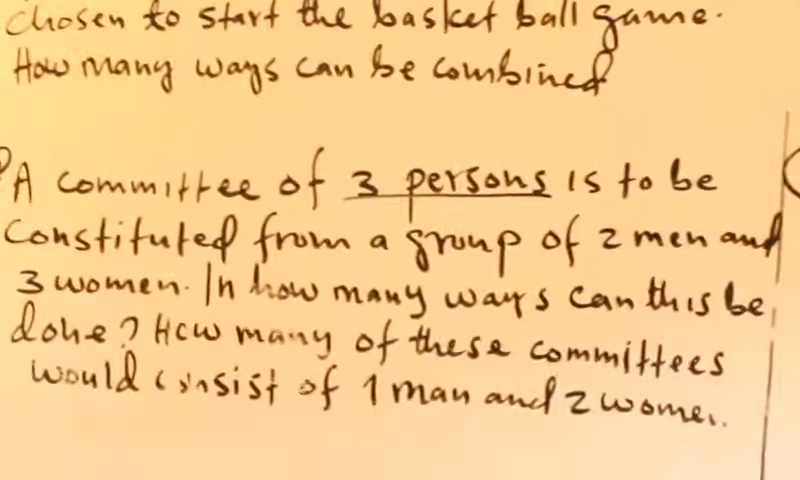 chosen to start the basket ball game.
How many ways can be combined
A committee of 3 persons is to be
constituted from a group of 2 men and
3 women. In how many ways can this be
done? How many of these committees
would consist of 1 man and 2 women.